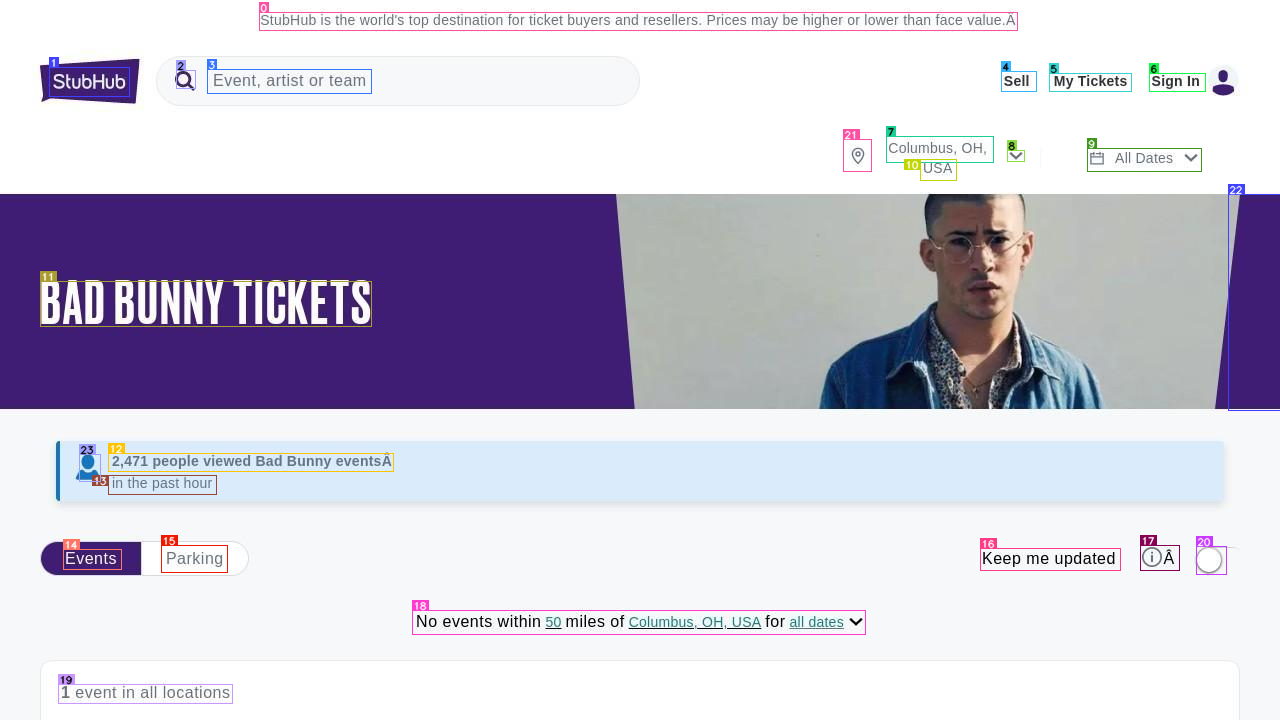 StubHub is the world's top destination for ticket buyers and resellers. Prices may be higher or lower than face value.Â
0
1
StubHub
2
3
Event, artist or team
4
Sell
5
My Tickets
6
Sign In
21
7
Columbus, OH,
10
USA
8
9
All Dates
22
11
BAD BUNNY TICKETS
23
12
2,471 people viewed Bad Bunny eventsÂ
13
in the past hour
14
Events
15
Parking
16
Keep me updated
17
Â
20
18
No events within 50 miles of Columbus, OH, USA for all dates
19
1 event in all locations